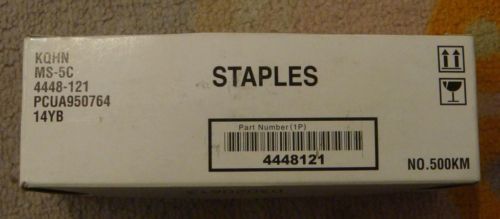 KQHN
MS-5C
4448-121
PCUA950764
14YB
STAPLES
Part Number (1P)
4448121
NO.500KM